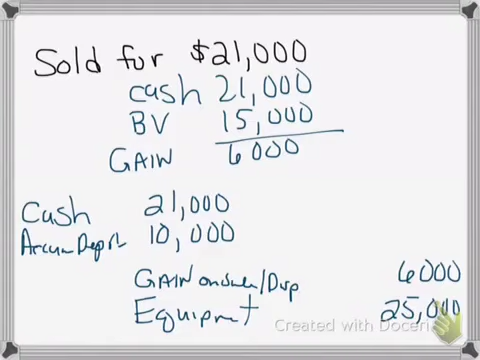 Sold for $21,000
cash 21,000
BV 15,000
GAIN 6000
Cash 21,000
Accum Depr. 10,000
GAIN on Sale/Disp 6000
Equipment 25,000
Created with Doceri